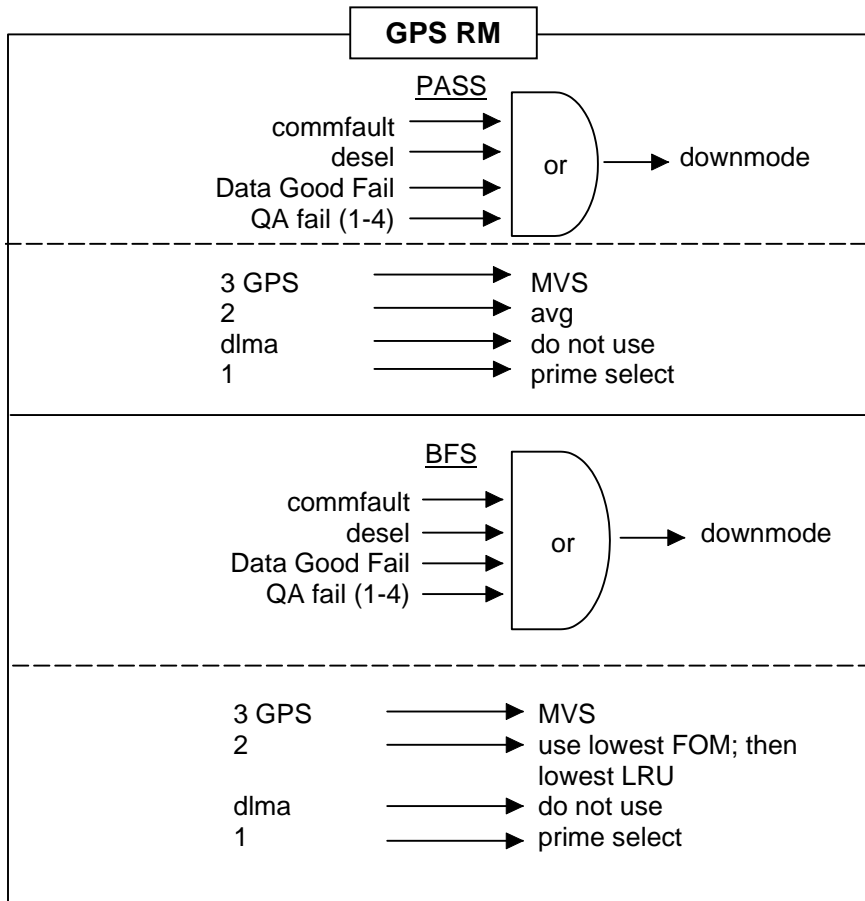 GPS RM
PASS
commfault
desel
Data Good Fail
QA fail (1-4)
or
downmode
3 GPS MVS
2 avg
dlma do not use
1 prime select
BFS
commfault
desel
Data Good Fail
QA fail (1-4)
or
downmode
3 GPS MVS
2 use lowest FOM; then
lowest LRU
dlma do not use
1 prime select